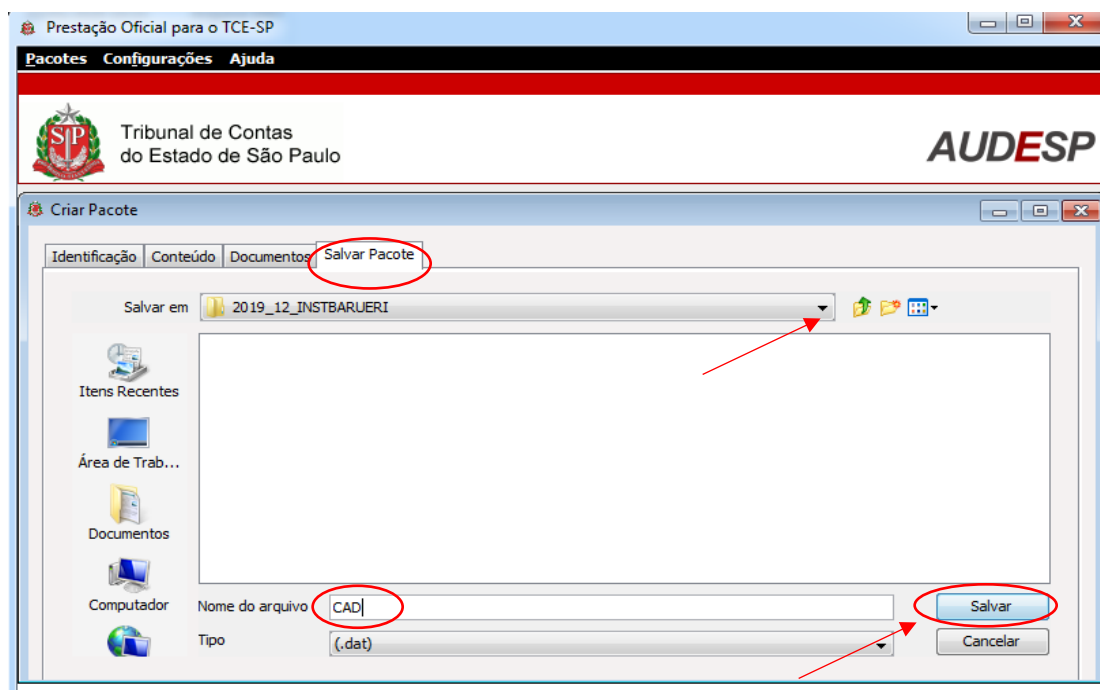 Prestação Oficial para o TCE-SP
Pacotes Configurações Ajuda
SP
Tribunal de Contas
do Estado de São Paulo
AUDESP
Criar Pacote
Identificação Conteúdo Documentos Salvar Pacote
Salvar em 2019_12_INSTBARUERI
Itens Recentes
Área de Trab...
Documentos
Computador
Nome do arquivo CAD Salvar
Tipo (.dat) Cancelar